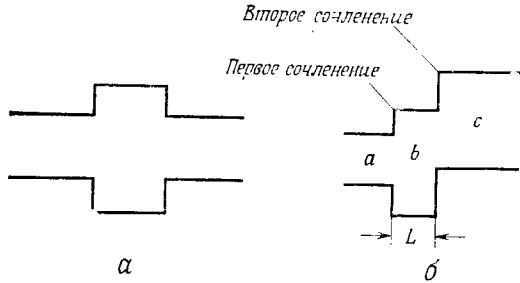 Второе сочленение
Первое сочленение
a
b
c
L
а
б